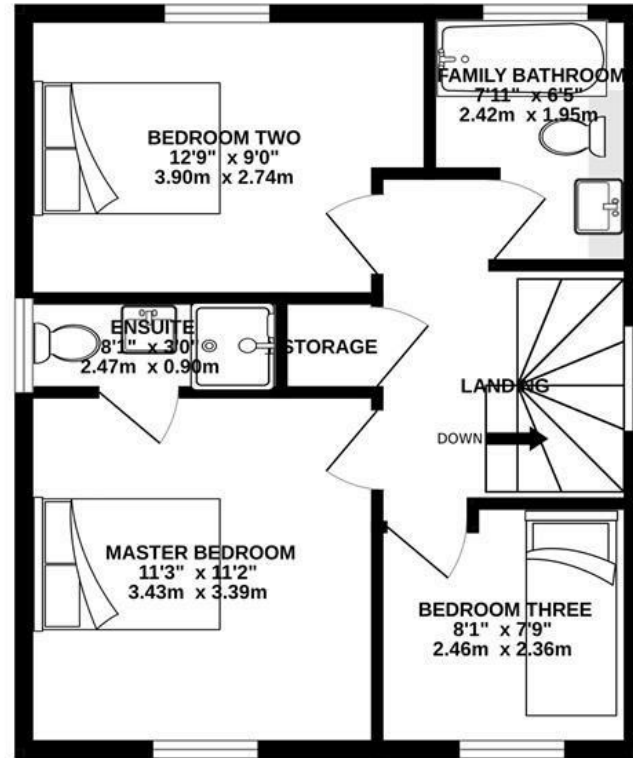 FAMILY BATHROOM
7'11" x 6'5"
2.42m x 1.95m
BEDROOM TWO
12'9" x 9'0"
3.90m x 2.74m
ENSUITE
8'1" x 3'0"
2.47m x 0.90m
STORAGE
LANDING
DOWN
MASTER BEDROOM
11'3" x 11'2"
3.43m x 3.39m
BEDROOM THREE
8'1" x 7'9"
2.46m x 2.36m